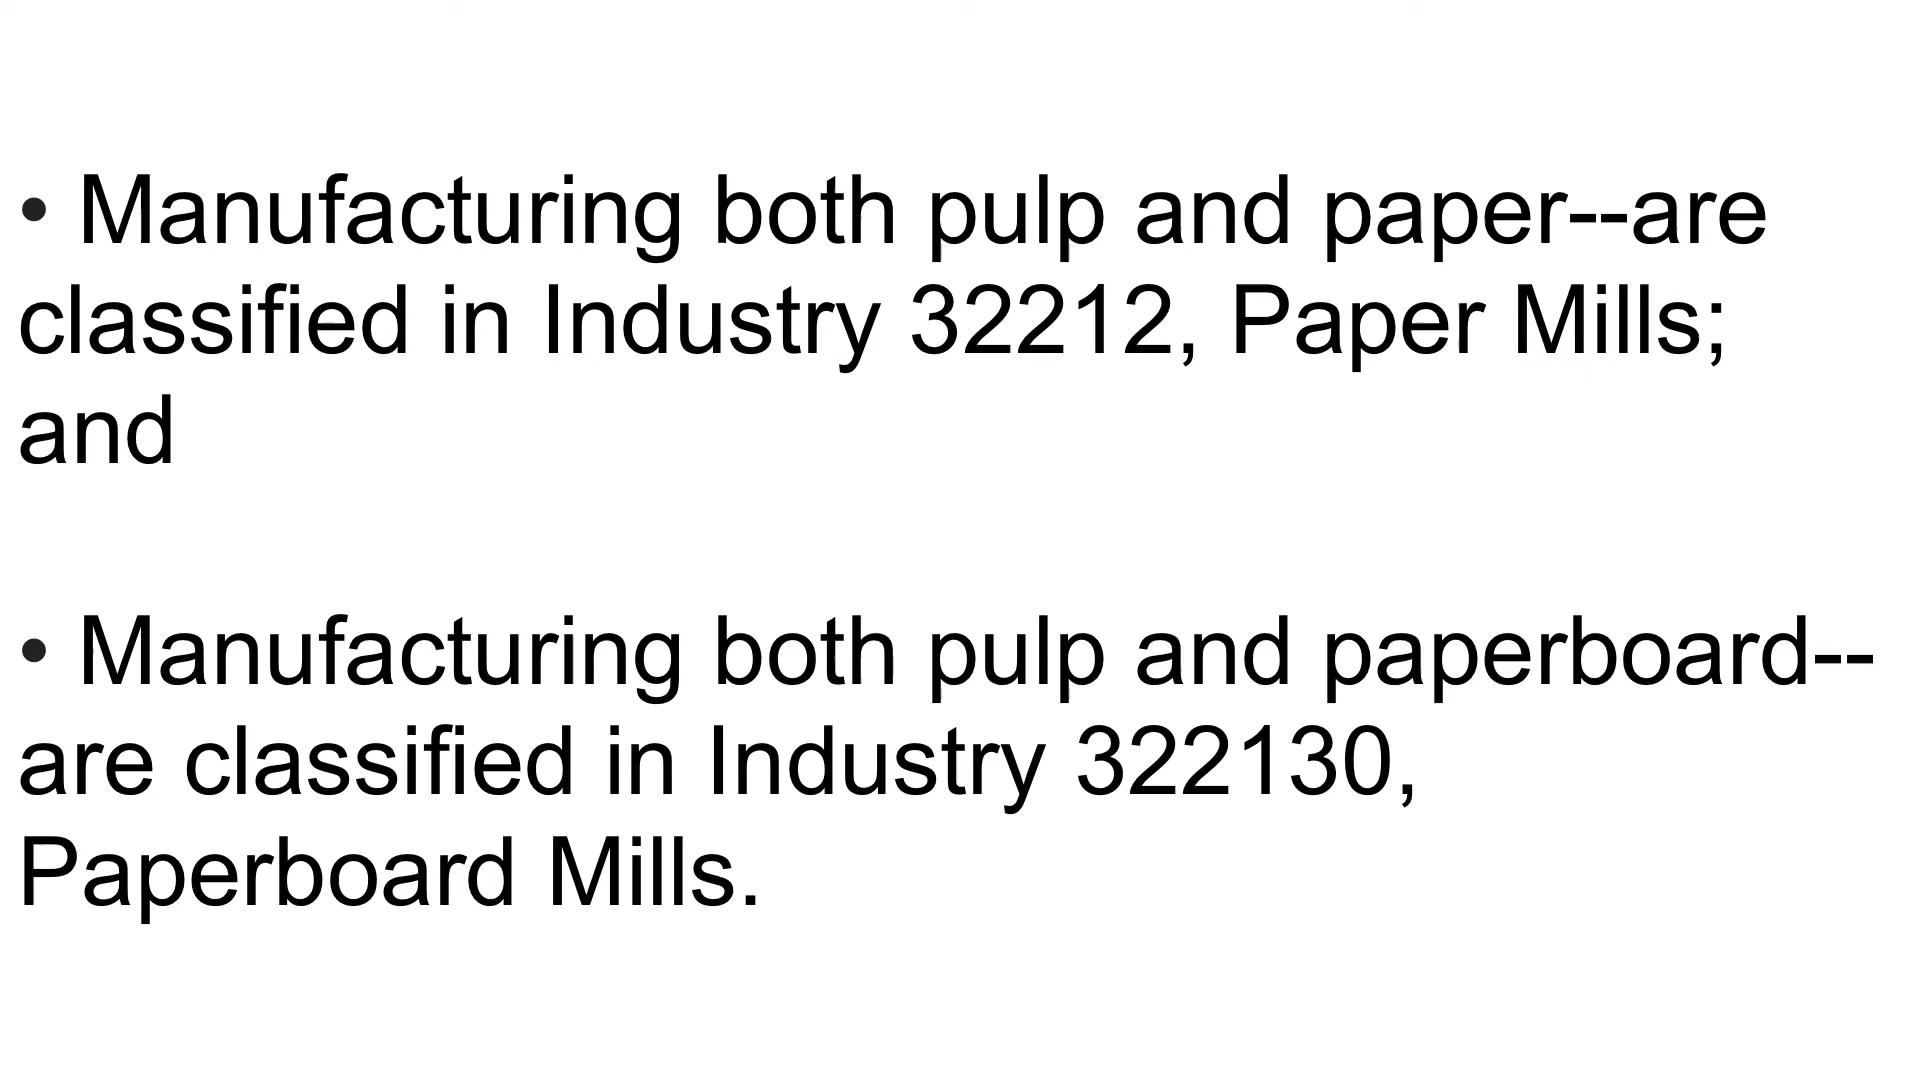 • Manufacturing both pulp and paper--are
classified in Industry 32212, Paper Mills;
and
• Manufacturing both pulp and paperboard--
are classified in Industry 322130,
Paperboard Mills.